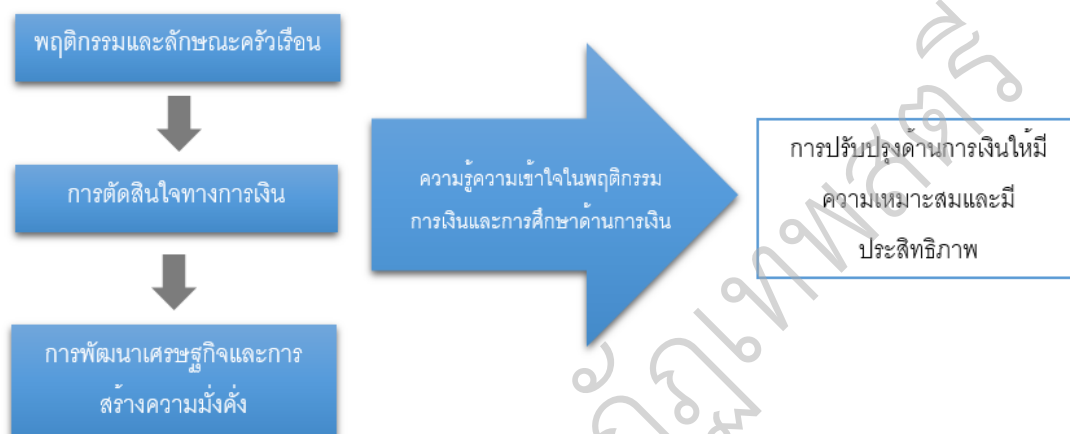 พฤติกรรมและลักษณะครัวเรือน
การตัดสินใจทางการเงิน
การพัฒนาเศรษฐกิจและการ
สร้างความมั่งคั่ง
ความรู้ความเข้าใจในพฤติกรรม
การเงินและการศึกษาด้านการเงิน
การปรับปรุงด้านการเงินให้มี
ความเหมาะสมและมี
ประสิทธิภาพ